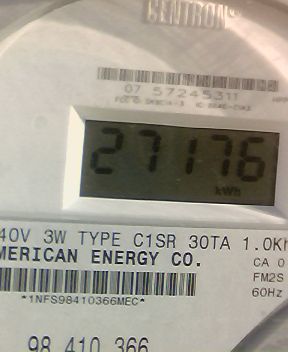 CENTRON®
07 57245311
27176
kWh
40V 3W TYPE C1SR 30TA 1.0Kh
MERICAN ENERGY CO.
CA 0
FM2S
*1NFS98410366MEC*
60Hz
98 410 366